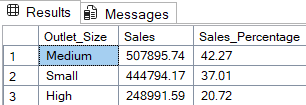 Results Messages
Outlet_Size Sales Sales_Percentage
1 Medium 507895.74 42.27
2 Small 444794.17 37.01
3 High 248991.59 20.72